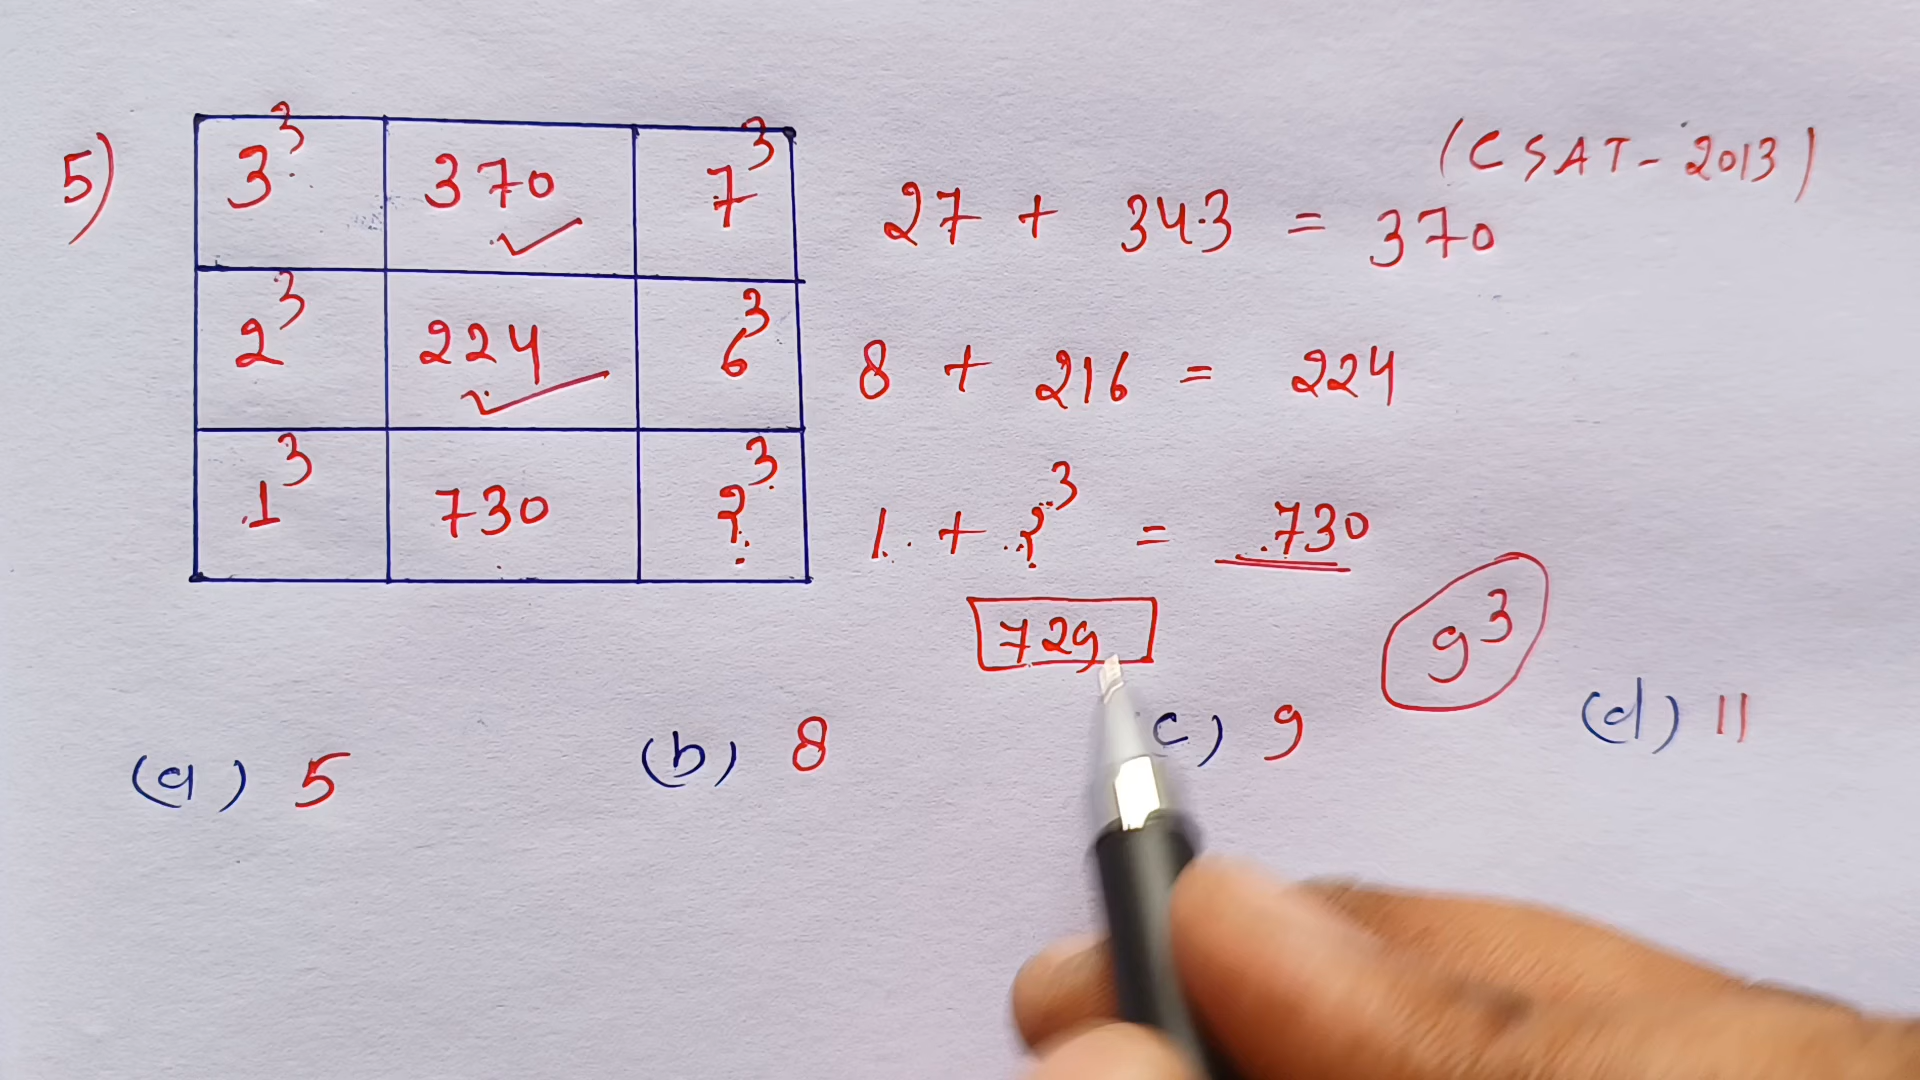 (CSAT-2013)
5) 3³ 370 7³ 27 + 343 = 370
2³ 224 6³ 8 + 216 = 224
1³ 730 ?³ 1 + ?³ = 730
729 9³
(a) 5 (b) 8 (c) 9 (d) 11